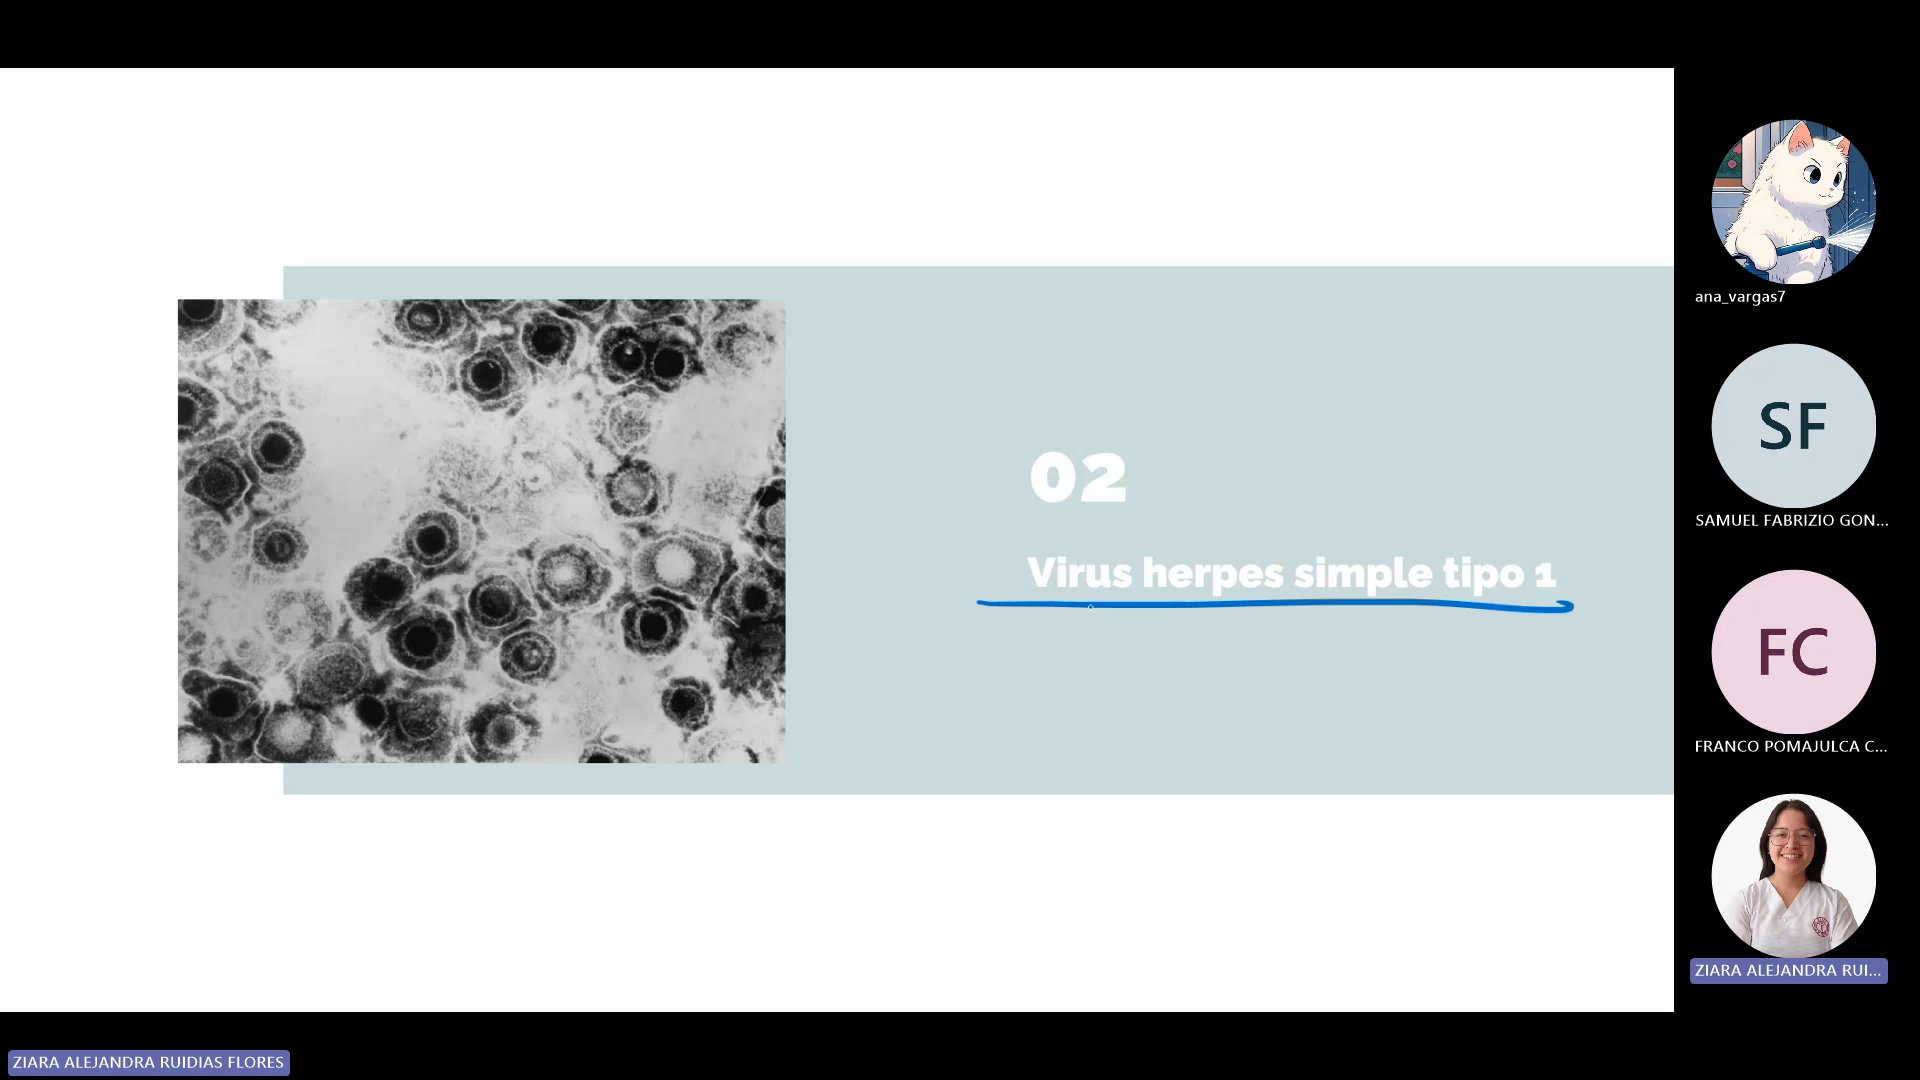 02
Virus herpes simple tipo 1
ana_vargas7
SF
SAMUEL FABRIZIO GON...
FC
FRANCO POMAJULCA C...
ZIARA ALEJANDRA RUI...
ZIARA ALEJANDRA RUIDIAS FLORES